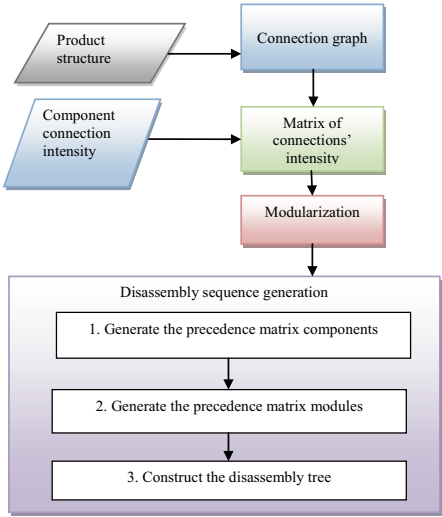 Product
structure
Connection graph
Component
connection
intensity
Matrix of
connections'
intensity
Modularization
Disassembly sequence generation
1. Generate the precedence matrix components
2. Generate the precedence matrix modules
3. Construct the disassembly tree